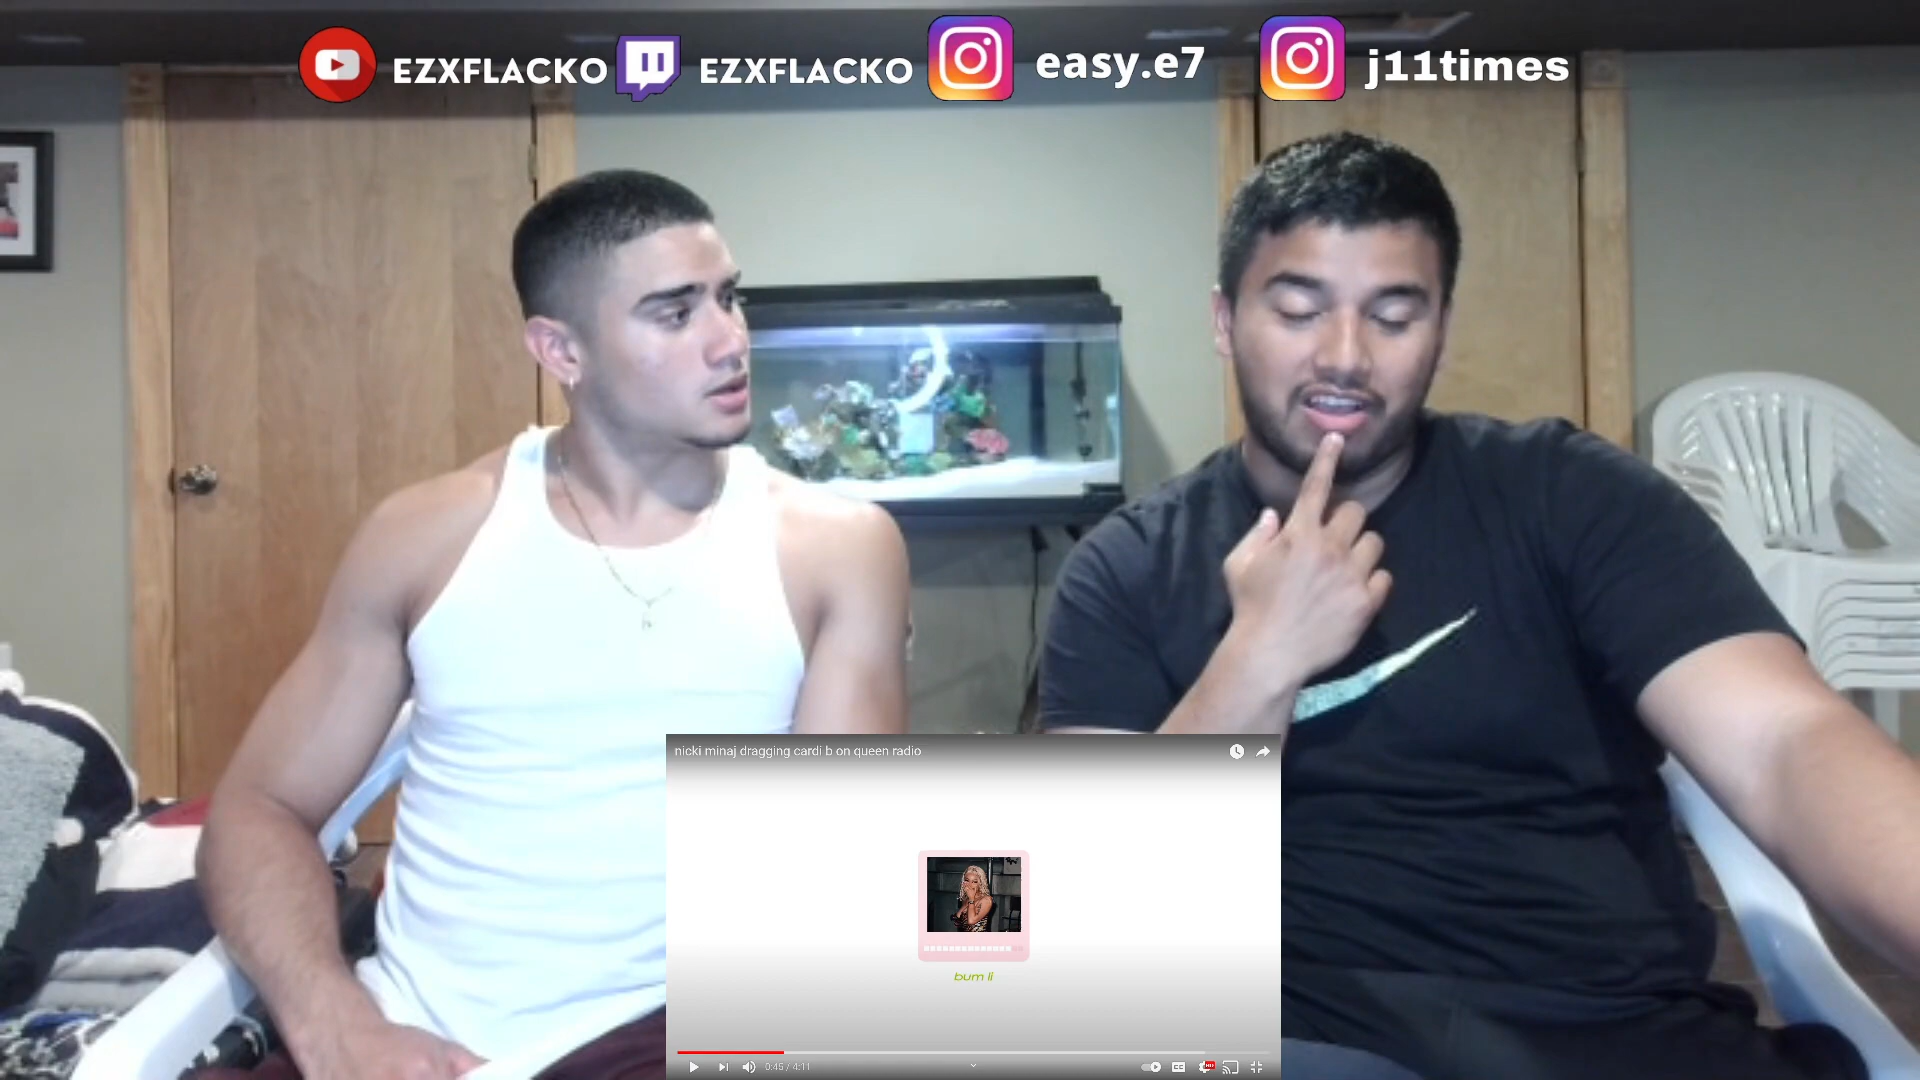 EZXFLACKO EZXFLACKO easy.e7 j11times
nicki minaj dragging cardi b on queen radio
bum li
0:45 / 4:11